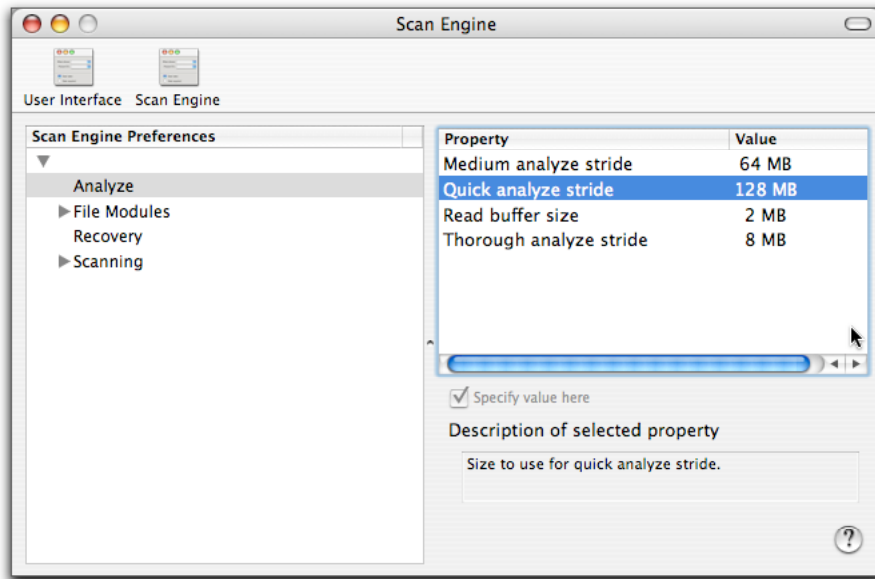 Scan Engine
User Interface Scan Engine
Scan Engine Preferences
Analyze
File Modules
Recovery
Scanning
Property Value
Medium analyze stride 64 MB
Quick analyze stride 128 MB
Read buffer size 2 MB
Thorough analyze stride 8 MB
Specify value here
Description of selected property
Size to use for quick analyze stride.
?